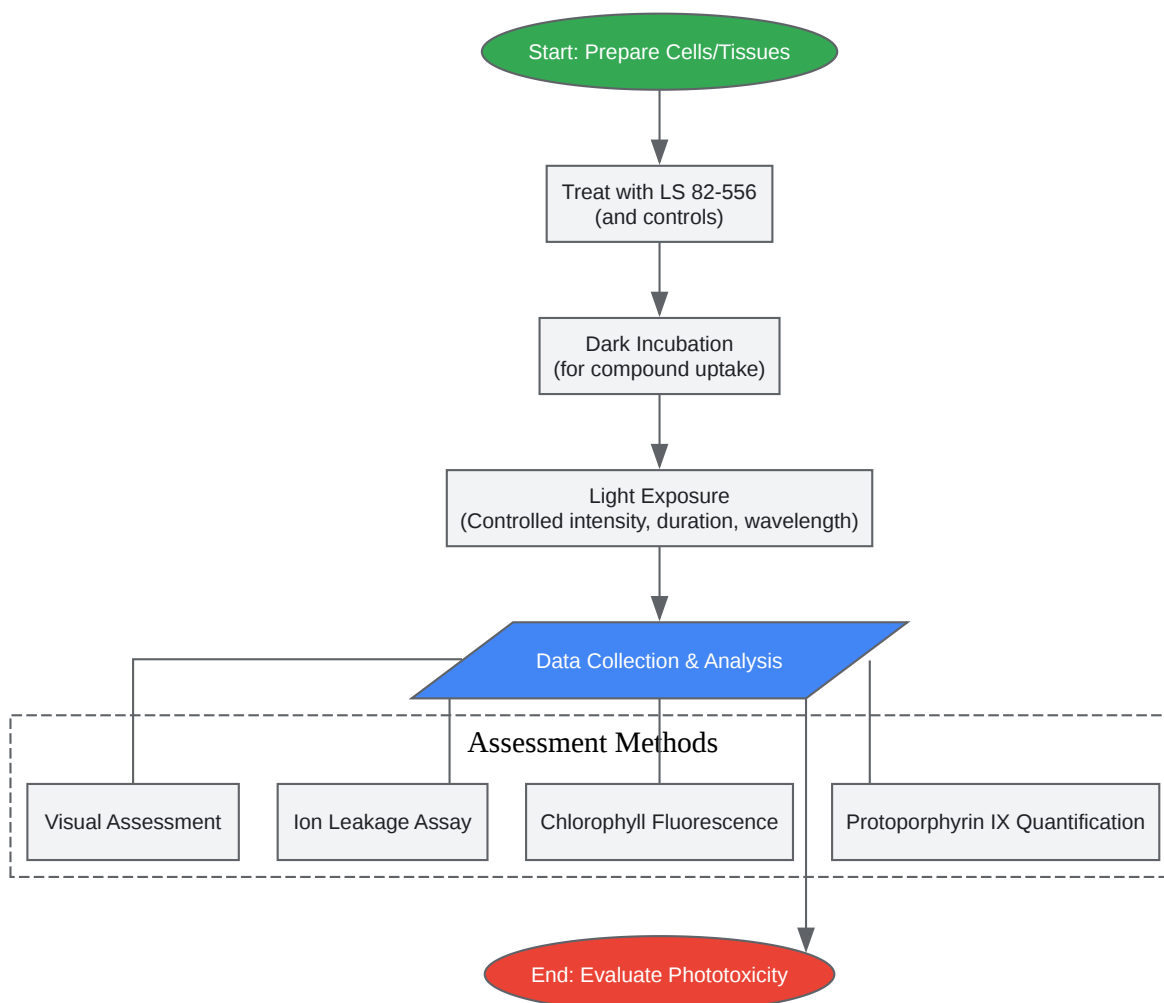 Start: Prepare Cells/Tissues
Treat with LS 82-556
(and controls)
Dark Incubation
(for compound uptake)
Light Exposure
(Controlled intensity, duration, wavelength)
Data Collection & Analysis
Assessment Methods
Visual Assessment
Ion Leakage Assay
Chlorophyll Fluorescence
Protoporphyrin IX Quantification
End: Evaluate Phototoxicity